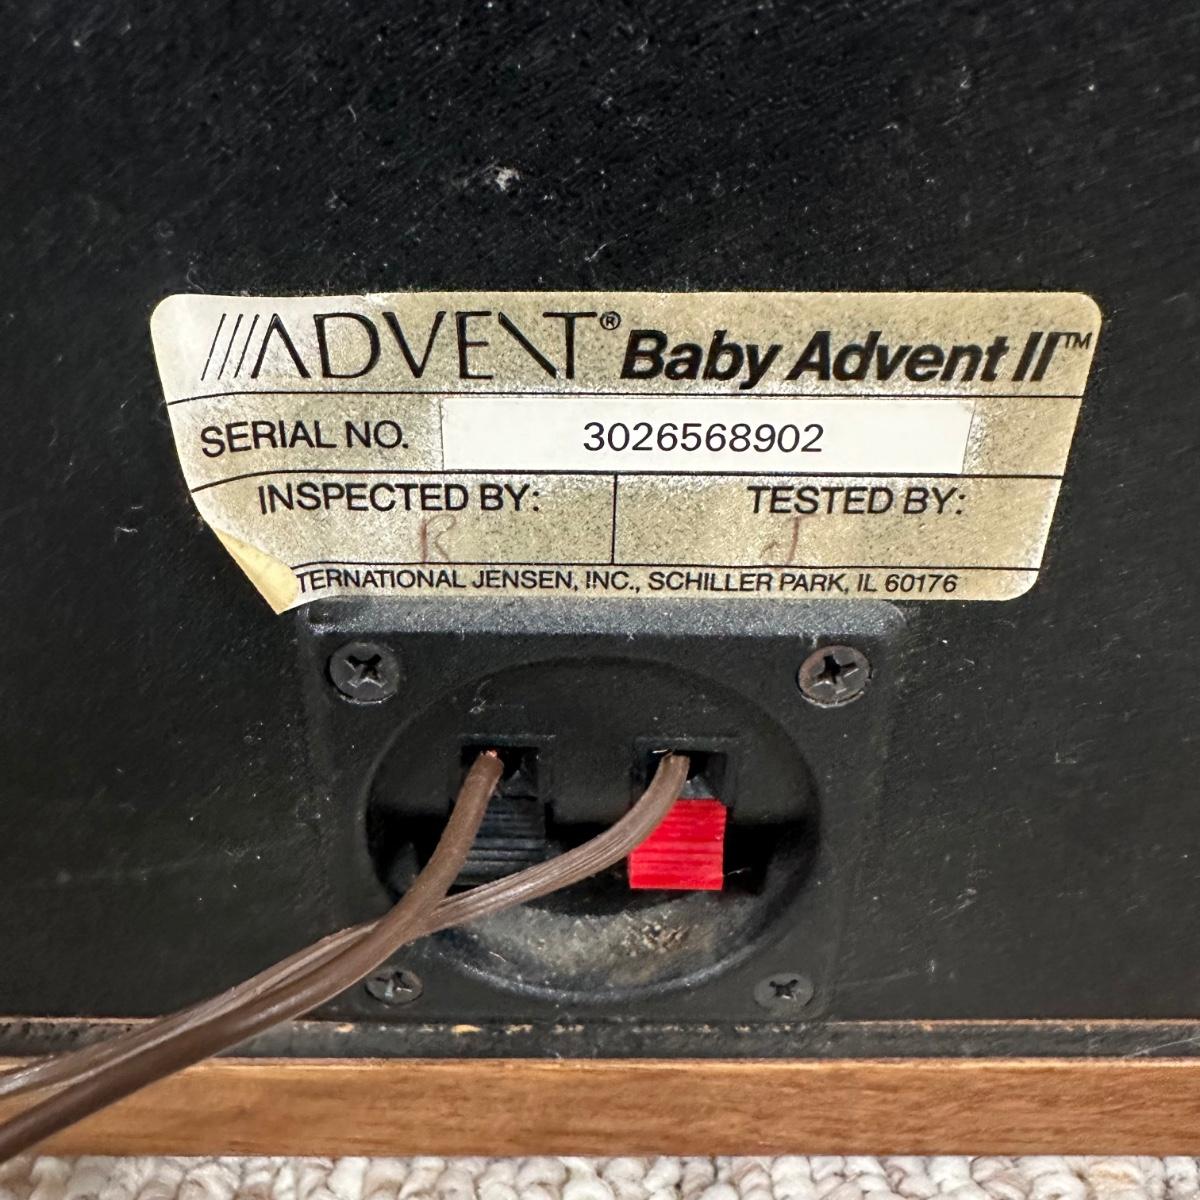 ADVENT® Baby Advent II™
SERIAL NO. 3026568902
INSPECTED BY: TESTED BY:
R J
TERNATIONAL JENSEN, INC., SCHILLER PARK, IL 60176